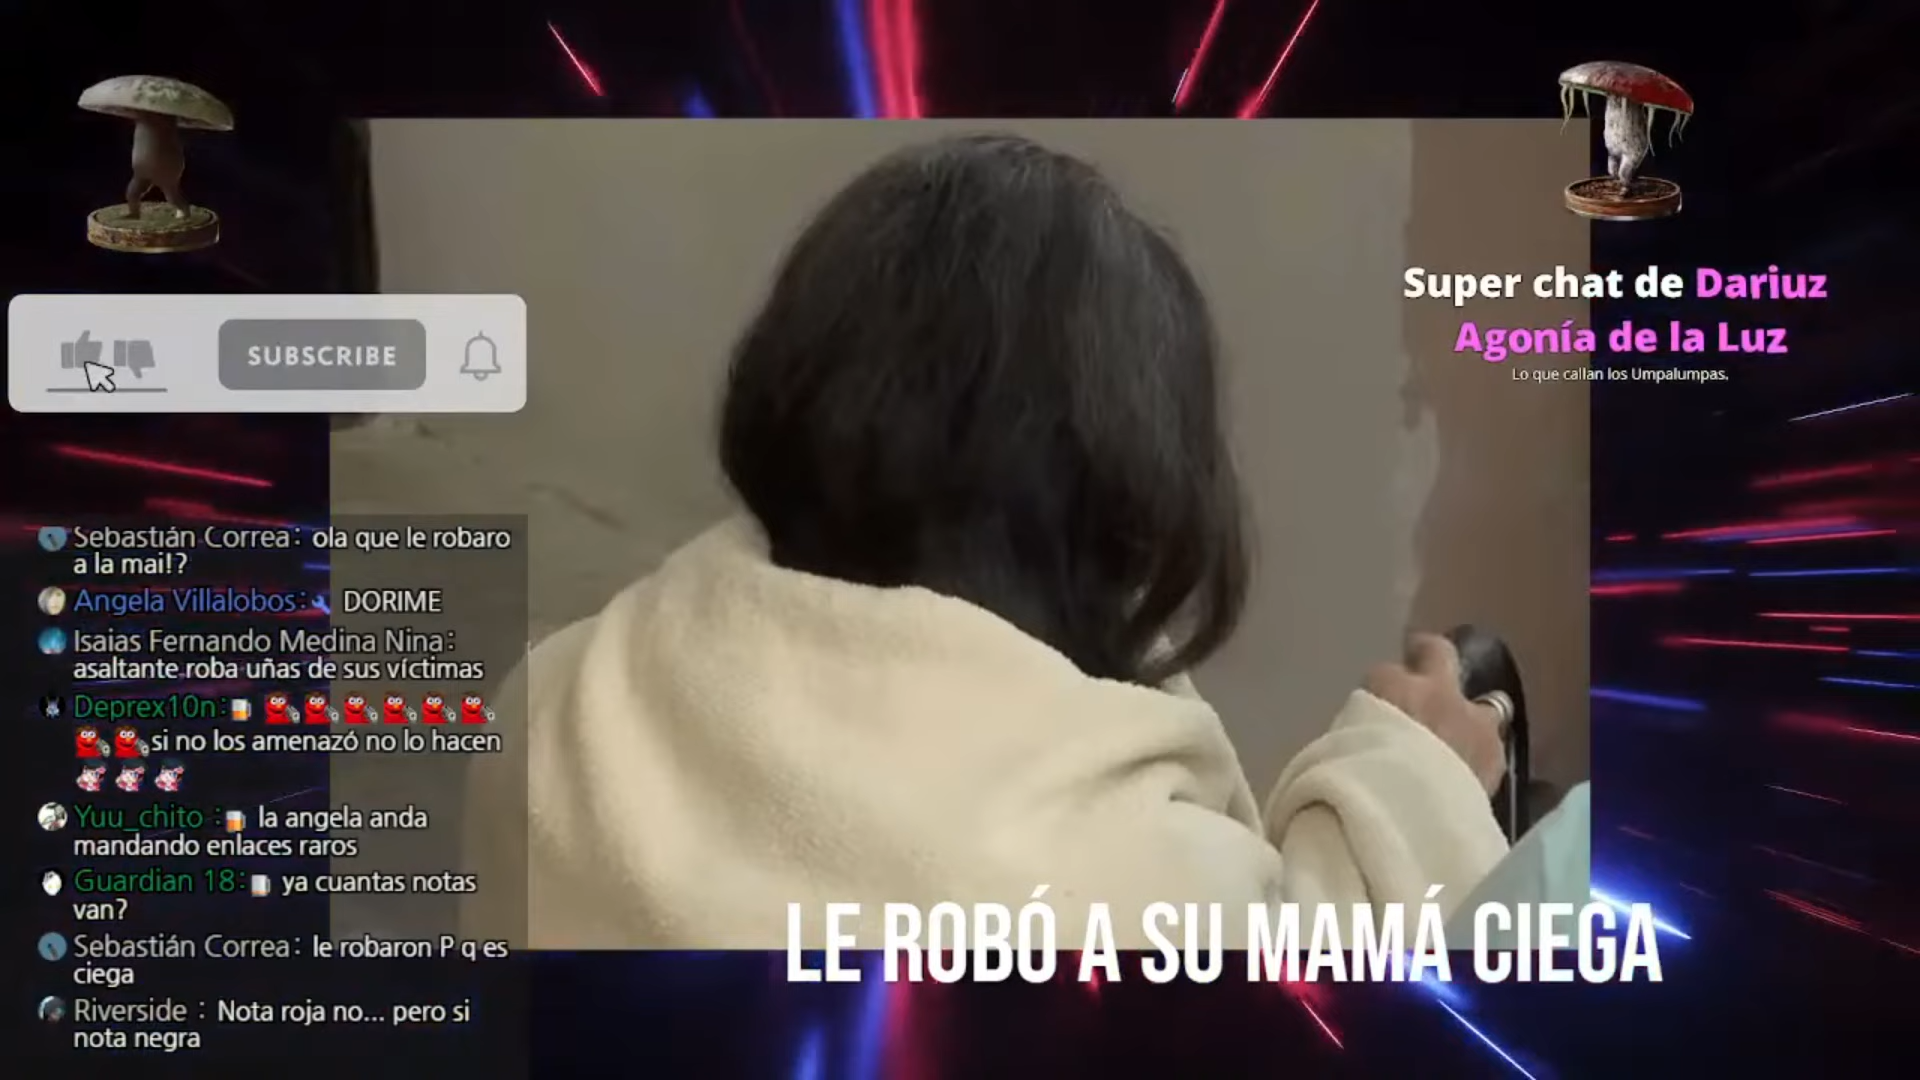 Super chat de Dariuz
Agonía de la Luz
Lo que callan los Umpalumpas.
SUBSCRIBE
Sebastián Correa: ola que le robaro
a la mai!?
Angela Villalobos: DORIME
Isaias Fernando Medina Nina:
asaltante roba uñas de sus víctimas
Deprex10n:
si no los amenazó no lo hacen
Yuu_chito : la angela anda
mandando enlaces raros
Guardian 18: ya cuantas notas
van?
Sebastián Correa: le robaron P q es
ciega
Riverside : Nota roja no... pero si
nota negra
LE ROBÓ A SU MAMÁ CIEGA